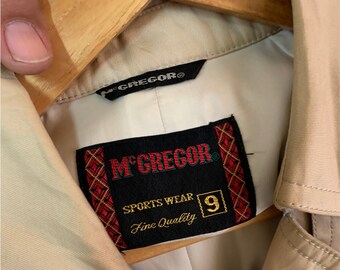 McGREGOR®
McGREGOR®
SPORTS WEAR
Fine Quality
9